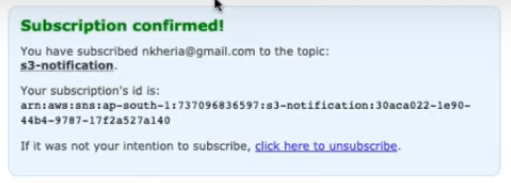 Subscription confirmed!
You have subscribed nkheria@gmail.com to the topic:
s3-notification.
Your subscription's id is:
arn:aws:sns:ap-south-1:737096836597:s3-notification:30aca022-1e90-
44b4-9787-17f2a527a140
If it was not your intention to subscribe, click here to unsubscribe.